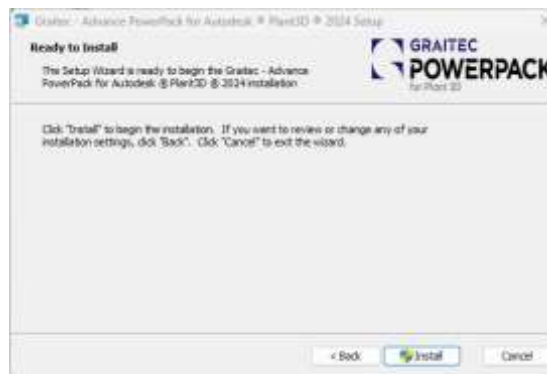 Graitec - Advance PowerPack for Autodesk ® Plant3D ® 2024 Setup
Ready to Install
The Setup Wizard is ready to begin the Graitec - Advance
PowerPack for Autodesk ® Plant3D ® 2024 installation
GRAITEC
POWERPACK
for Plant 3D
Click "Install" to begin the installation. If you want to review or change any of your
installation settings, click "Back". Click "Cancel" to exit the wizard.
< Back
Install
Cancel